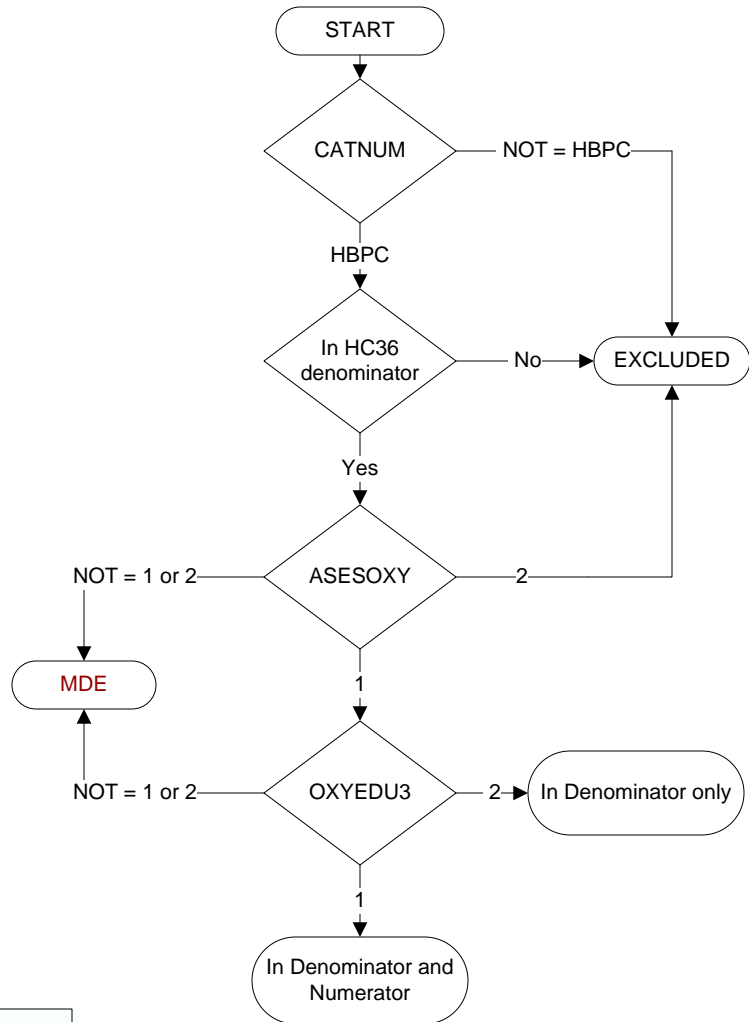 START
CATNUM
NOT = HBPC
HBPC
In HC36
denominator
No
EXCLUDED
Yes
NOT = 1 or 2
ASESOXY
2
MDE
1
NOT = 1 or 2
OXYEDU3
2
In Denominator only
1
In Denominator and
Numerator